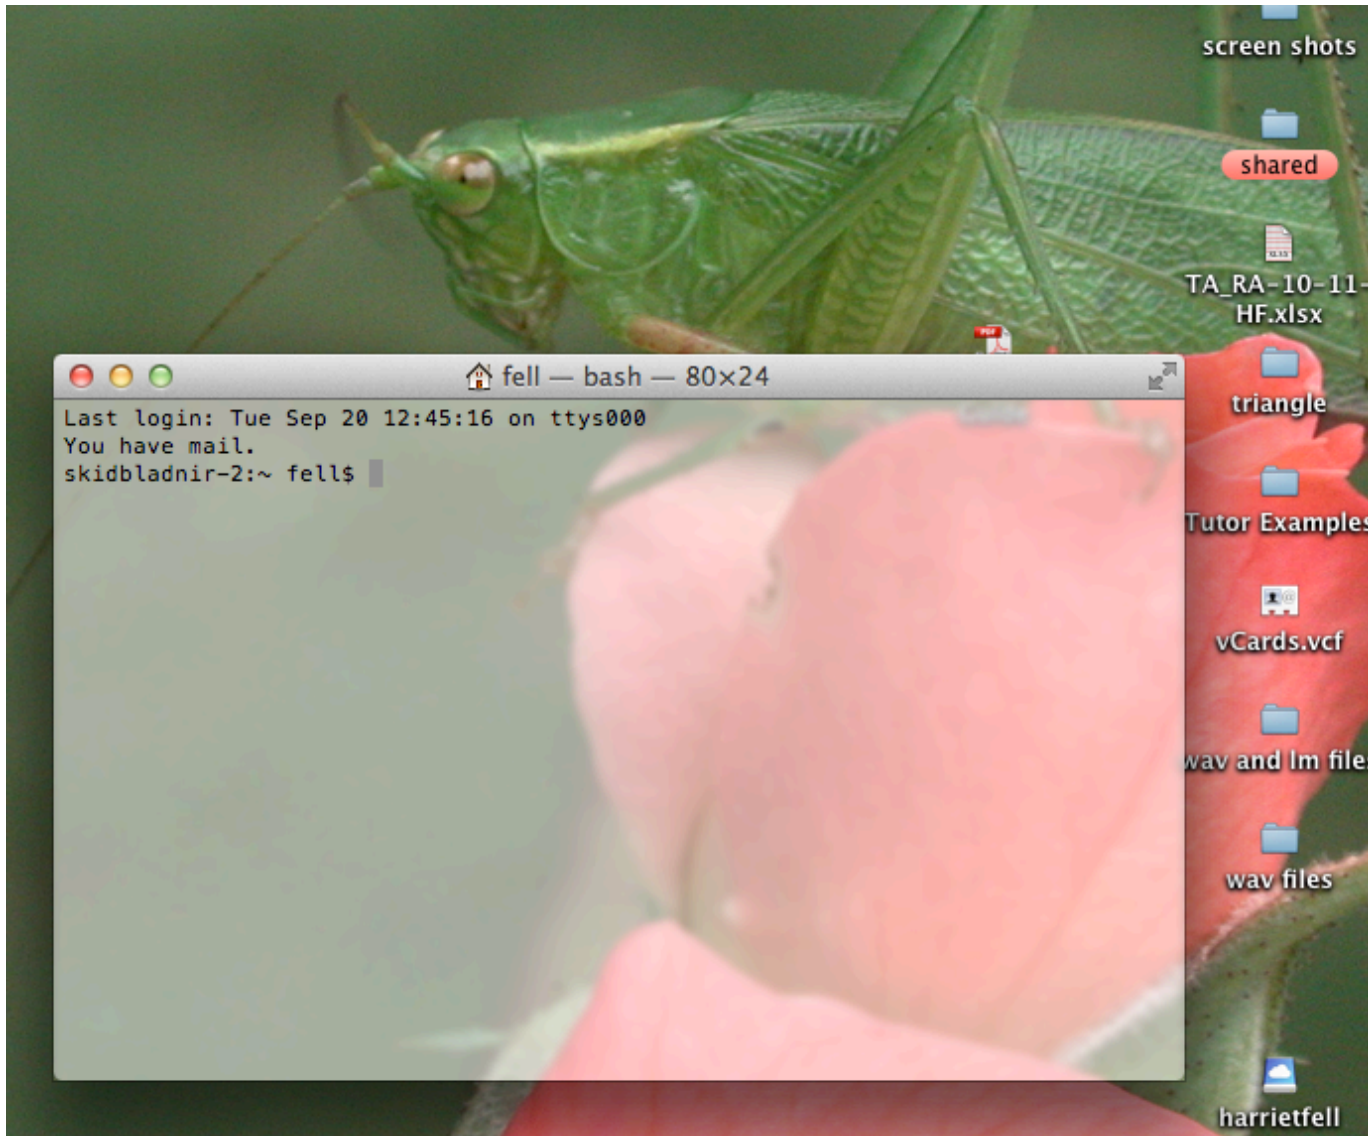 screen shots
shared
TA_RA-10-11-
HF.xlsx
PDF
fell — bash — 80×24
Last login: Tue Sep 20 12:45:16 on ttys000
You have mail.
skidbladnir-2:~ fell$
triangle
Tutor Examples
vCards.vcf
wav and lm file
wav files
harrietfell